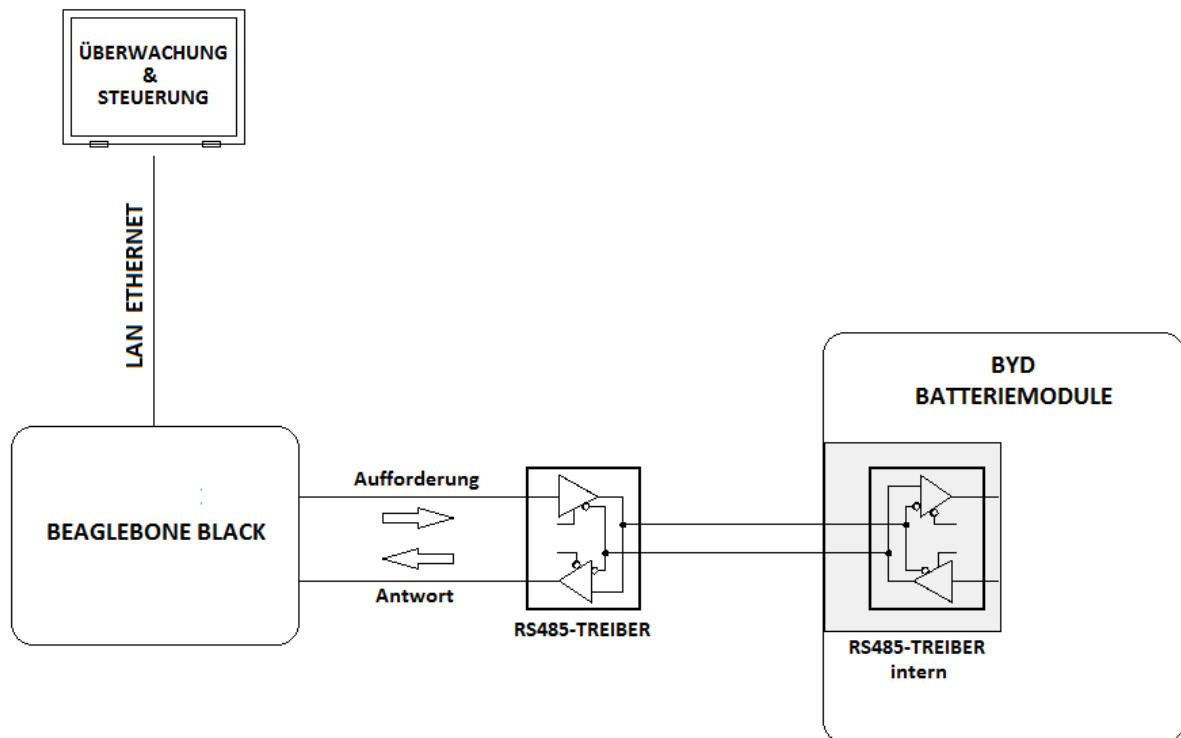 ÜBERWACHUNG
&
STEUERUNG
LAN ETHERNET
BYD
BATTERIEMODULE
Aufforderung
BEAGLEBONE BLACK
Antwort
RS485-TREIBER
RS485-TREIBER
intern